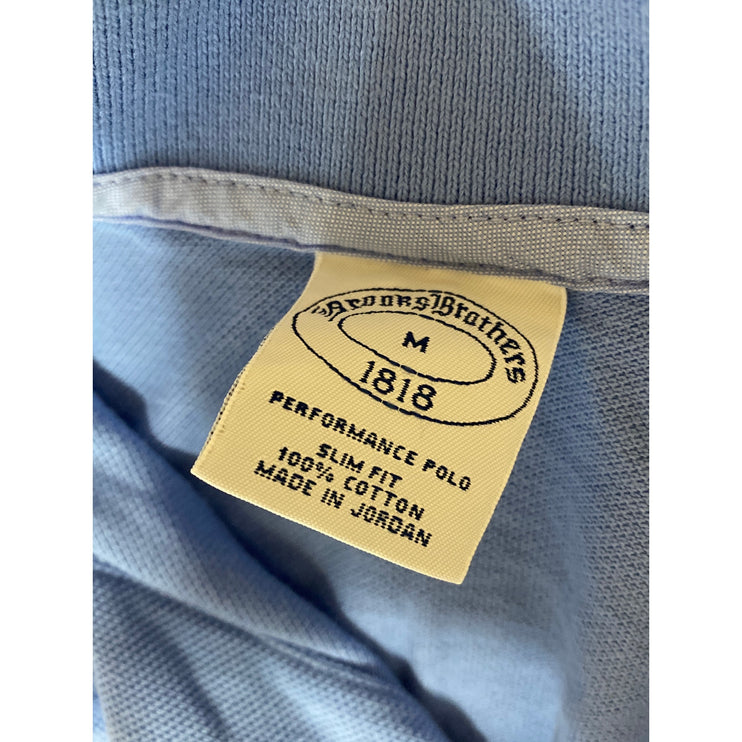 Brooks Brothers
M
1818
PERFORMANCE POLO
SLIM FIT
100% COTTON
MADE IN JORDAN